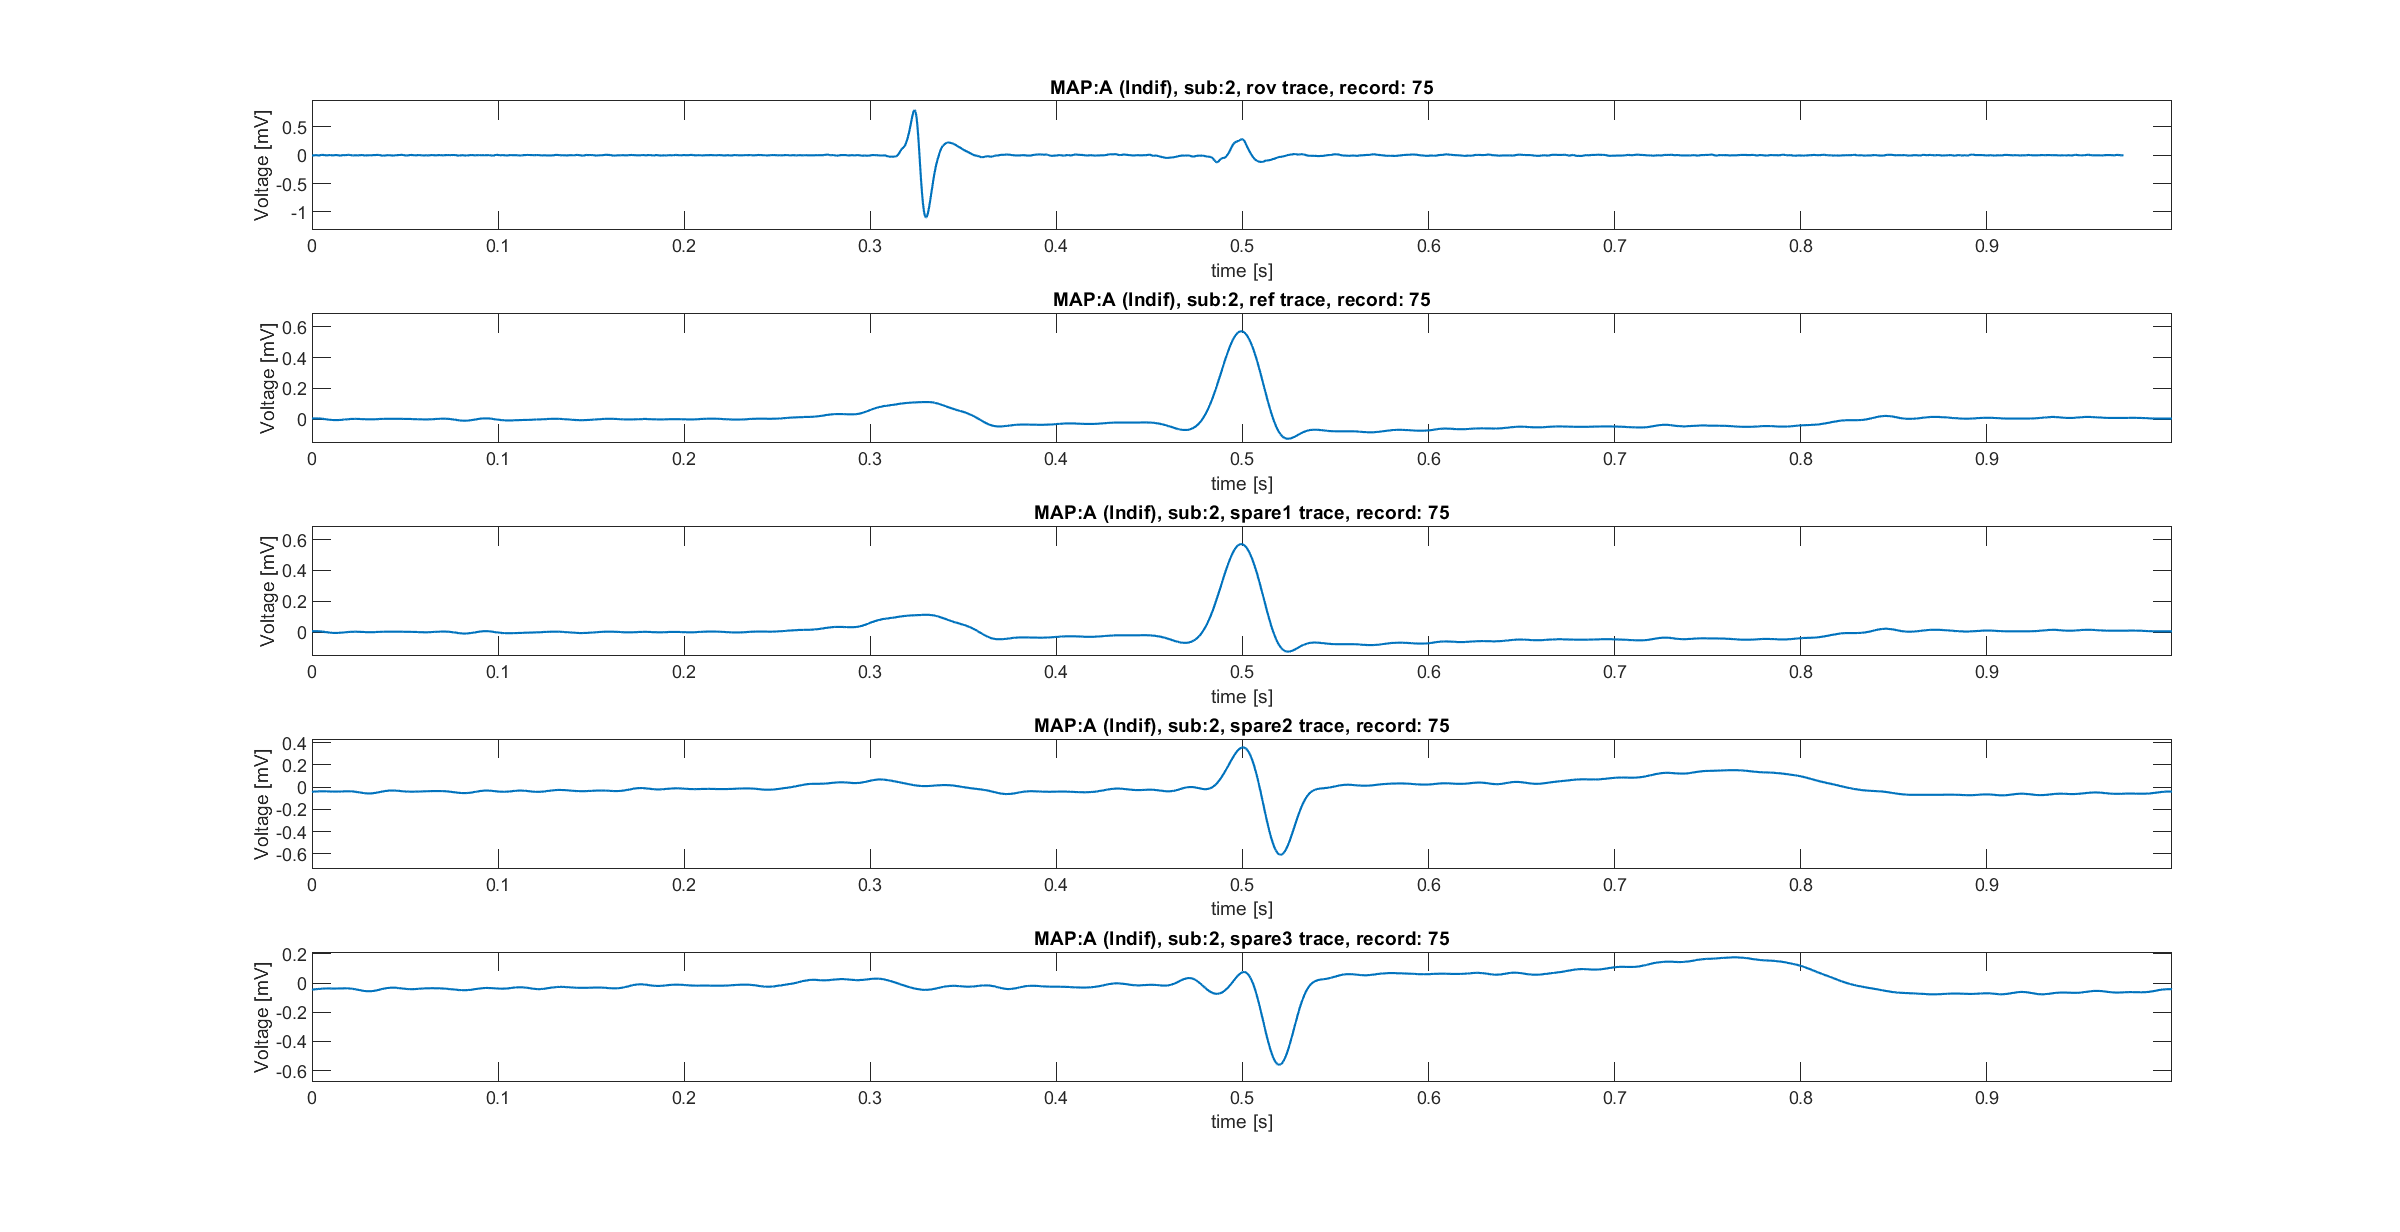 MAP:A (Indif), sub:2, rov trace, record: 75
Voltage [mV]
0.5
0
-0.5
-1
0 0.1 0.2 0.3 0.4 0.5 0.6 0.7 0.8 0.9
time [s]
MAP:A (Indif), sub:2, ref trace, record: 75
Voltage [mV]
0.6
0.4
0.2
0
0 0.1 0.2 0.3 0.4 0.5 0.6 0.7 0.8 0.9
time [s]
MAP:A (Indif), sub:2, spare1 trace, record: 75
Voltage [mV]
0.6
0.4
0.2
0
0 0.1 0.2 0.3 0.4 0.5 0.6 0.7 0.8 0.9
time [s]
MAP:A (Indif), sub:2, spare2 trace, record: 75
Voltage [mV]
0.4
0.2
0
-0.2
-0.4
-0.6
0 0.1 0.2 0.3 0.4 0.5 0.6 0.7 0.8 0.9
time [s]
MAP:A (Indif), sub:2, spare3 trace, record: 75
Voltage [mV]
0.2
0
-0.2
-0.4
-0.6
0 0.1 0.2 0.3 0.4 0.5 0.6 0.7 0.8 0.9
time [s]